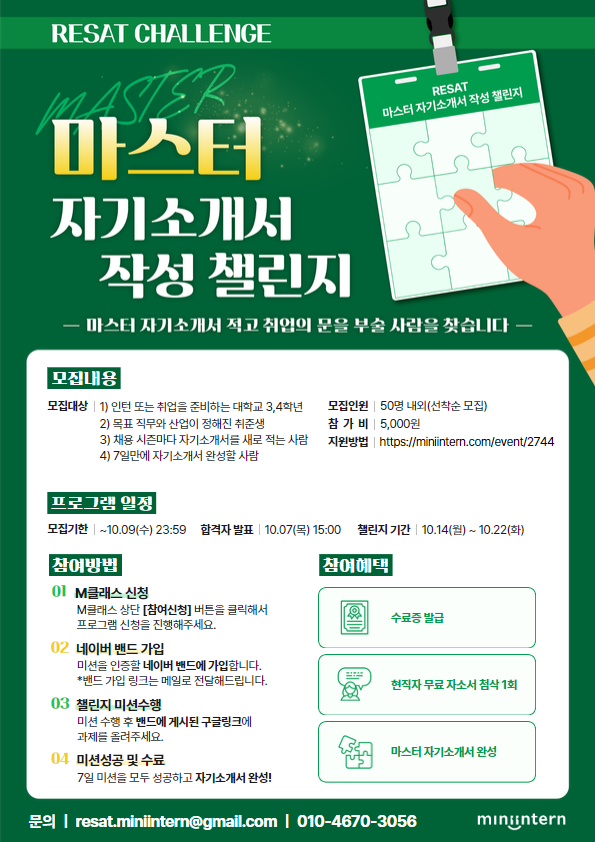 RESAT CHALLENGE
MASTER
마스터
자기소개서
작성 챌린지
RESAT
마스터 자기소개서 작성 챌린지
— 마스터 자기소개서 적고 취업의 문을 부술 사람을 찾습니다 —
모집내용
모집대상 | 1) 인턴 또는 취업을 준비하는 대학교 3,4학년
2) 목표 직무와 산업이 정해진 취준생
3) 채용 시즌마다 자기소개서를 새로 적는 사람
4) 7일만에 자기소개서 완성할 사람
모집인원 | 50명 내외(선착순 모집)
참 가 비 | 5,000원
지원방법 | https://miniintern.com/event/2744
프로그램 일정
모집기한 | ~10.09(수) 23:59 합격자 발표 | 10.07(목) 15:00 챌린지 기간 | 10.14(월) ~ 10.22(화)
참여방법
01 M클래스 신청
M클래스 상단 [참여신청] 버튼을 클릭해서
프로그램 신청을 진행해주세요.
02 네이버 밴드 가입
미션을 인증할 네이버 밴드에 가입합니다.
*밴드 가입 링크는 메일로 전달해드립니다.
03 챌린지 미션수행
미션 수행 후 밴드에 게시된 구글링크에
과제를 올려주세요.
04 미션성공 및 수료
7일 미션을 모두 성공하고 자기소개서 완성!
참여혜택
수료증 발급
현직자 무료 자소서 첨삭 1회
마스터 자기소개서 완성
문의 | resat.miniintern@gmail.com | 010-4670-3056
miniintern